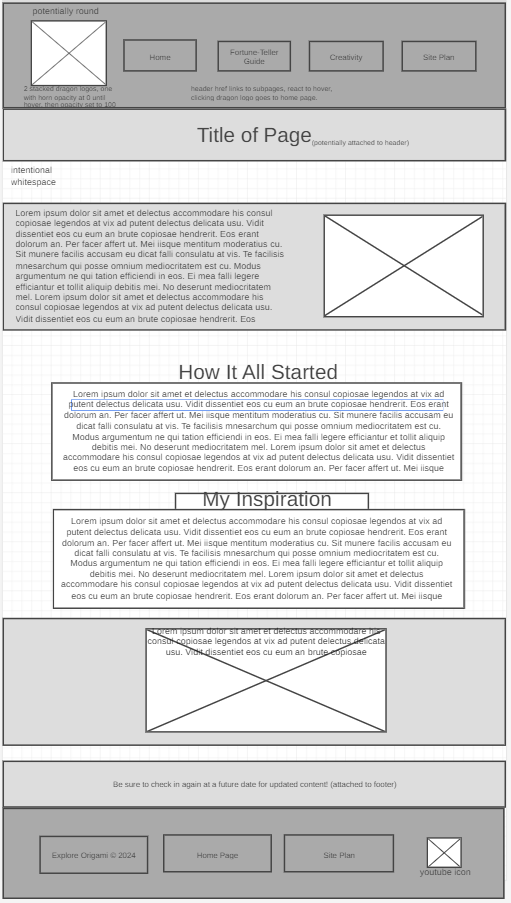 potentially round
Home
Fortune-Teller
Guide
Creativity
Site Plan
2 stacked dragon logos, one
with horn opacity at 0 until
hover, then opacity set to 100
header href links to subpages, react to hover,
clicking dragon logo goes to home page.
Title of Page
(potentially attached to header)
intentional
whitespace
Lorem ipsum dolor sit amet et delectus accommodare his consul
copiosae legendos at vix ad putent delectus delicata usu. Vidit
dissentiet eos cu eum an brute copiosae hendrerit. Eos erant
dolorum an. Per facer affert ut. Mei iisque mentitum moderatius cu.
Sit munere facilis accusam eu dicat falli consulatu at vis. Te facilisis
mnesarchum qui posse omnium mediocritatem est cu. Modus
argumentum ne qui tation efficiendi in eos. Ei mea falli legere
efficiantur et tollit aliquip debitis mei. No deserunt mediocritatem
mel. Lorem ipsum dolor sit amet et delectus accommodare his
consul copiosae legendos at vix ad putent delectus delicata usu.
Vidit dissentiet eos cu eum an brute copiosae hendrerit. Eos
How It All Started
Lorem ipsum dolor sit amet et delectus accommodare his consul copiosae legendos at vix ad
putent delectus delicata usu. Vidit dissentiet eos cu eum an brute copiosae hendrerit. Eos erant
dolorum an. Per facer affert ut. Mei iisque mentitum moderatius cu. Sit munere facilis accusam eu
dicat falli consulatu at vis. Te facilisis mnesarchum qui posse omnium mediocritatem est cu.
Modus argumentum ne qui tation efficiendi in eos. Ei mea falli legere efficiantur et tollit aliquip
debitis mei. No deserunt mediocritatem mel. Lorem ipsum dolor sit amet et delectus
accommodare his consul copiosae legendos at vix ad putent delectus delicata usu. Vidit dissentiet
eos cu eum an brute copiosae hendrerit. Eos erant dolorum an. Per facer affert ut. Mei iisque
My Inspiration
Lorem ipsum dolor sit amet et delectus accommodare his consul copiosae legendos at vix ad
putent delectus delicata usu. Vidit dissentiet eos cu eum an brute copiosae hendrerit. Eos erant
dolorum an. Per facer affert ut. Mei iisque mentitum moderatius cu. Sit munere facilis accusam eu
dicat falli consulatu at vis. Te facilisis mnesarchum qui posse omnium mediocritatem est cu.
Modus argumentum ne qui tation efficiendi in eos. Ei mea falli legere efficiantur et tollit aliquip
debitis mei. No deserunt mediocritatem mel. Lorem ipsum dolor sit amet et delectus
accommodare his consul copiosae legendos at vix ad putent delectus delicata usu. Vidit dissentiet
eos cu eum an brute copiosae hendrerit. Eos erant dolorum an. Per facer affert ut. Mei iisque
Lorem ipsum dolor sit amet et delectus accommodare his
consul copiosae legendos at vix ad putent delectus delicata
usu. Vidit dissentiet eos cu eum an brute copiosae
Be sure to check in again at a future date for updated content! (attached to footer)
Explore Origami © 2024
Home Page
Site Plan
youtube icon